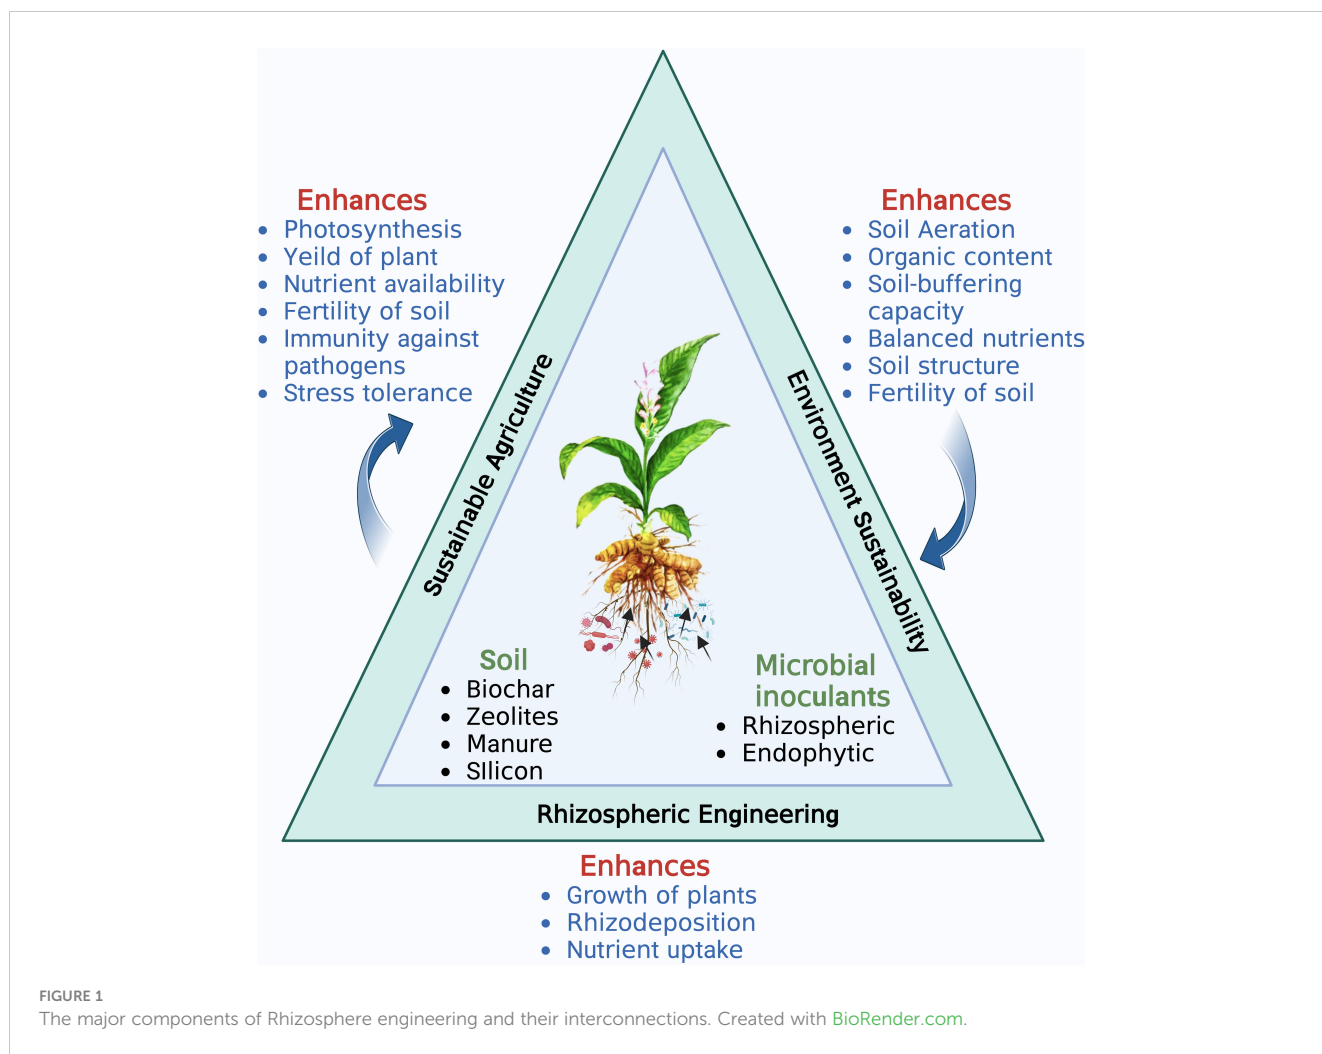 Enhances
• Photosynthesis
• Yeild of plant
• Nutrient availability
• Fertility of soil
• Immunity against
pathogens
• Stress tolerance
Enhances
• Soil Aeration
• Organic content
• Soil-buffering
capacity
• Balanced nutrients
• Soil structure
• Fertility of soil
Sustainable Agriculture
Environment Sustainability
Soil
• Biochar
• Zeolites
• Manure
• SIlicon
Microbial
inoculants
• Rhizospheric
• Endophytic
Rhizospheric Engineering
Enhances
• Growth of plants
• Rhizodeposition
• Nutrient uptake
FIGURE 1
The major components of Rhizosphere engineering and their interconnections. Created with BioRender.com.